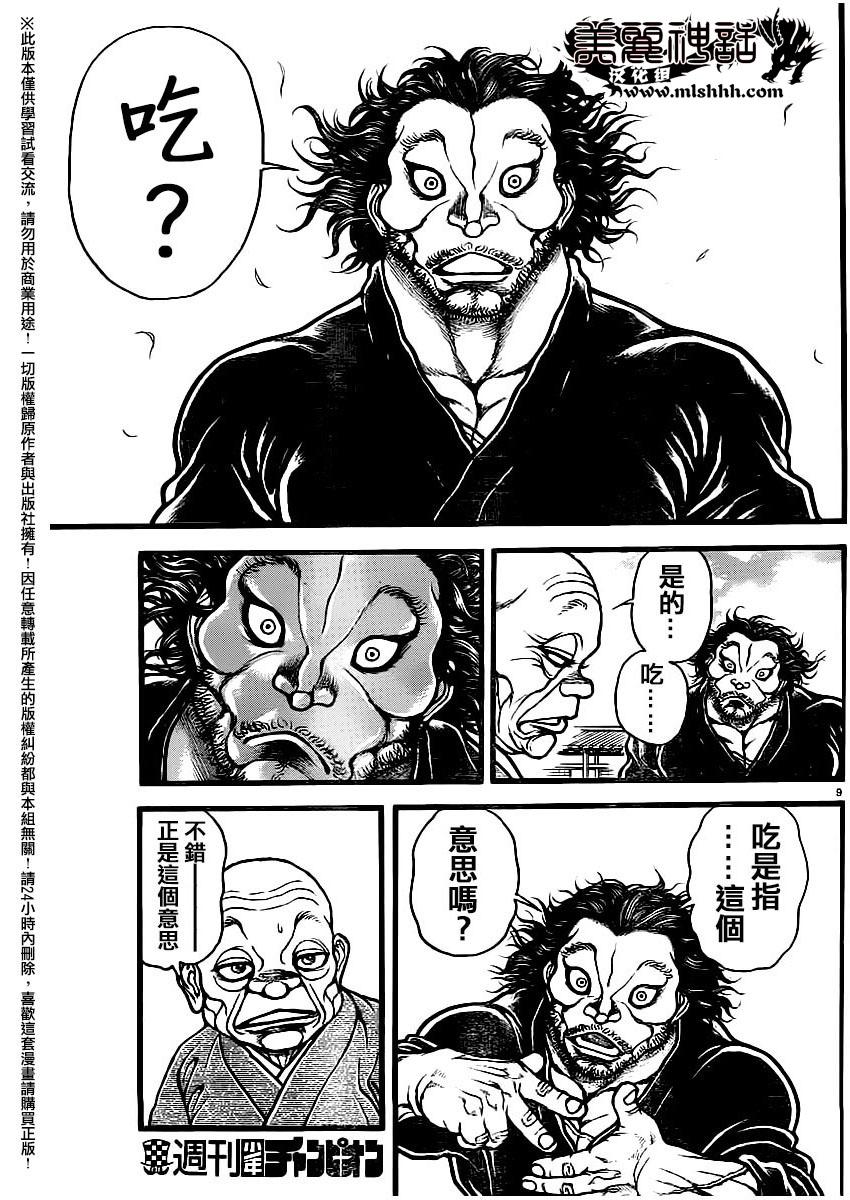 美麗神話
汉化组
www.mlshhh.com
吃?
是的…
吃……
9
吃是指
……這個
意思嗎?
不錯——
正是這個意思
週刊少年チャンピオン
※此版本僅供學習試看交流，請勿用於商業用途！一切版權歸原作者與出版社擁有！因任意轉載所產生的版權糾紛都與本組無關！請24小時內刪除，喜歡這套漫畫請購買正版！